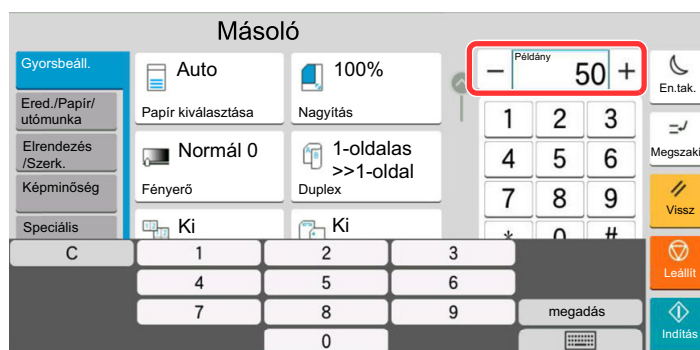 Másoló
Gyorsbeáll.
Ered./Papír/
utómunka
Elrendezés
/Szerk.
Képminőség
Speciális
Auto
Papír kiválasztása
100%
Nagyítás
Normál 0
Fényerő
1-oldalas
>>1-oldal
Duplex
Ki
Ki
− Példány 50 +
1 2 3
4 5 6
7 8 9
* 0 #
En.tak.
Megszakí
Vissz
Leállít
Indítás
C 1 2 3
4 5 6
7 8 9 megadás
0